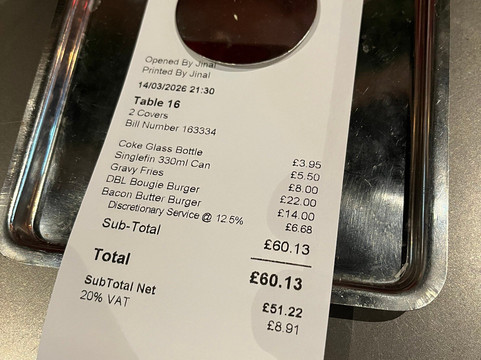 Opened By Jinal
Printed By Jinal
14/03/2026 21:30
Table 16
2 Covers
Bill Number 163334
Coke Glass Bottle £3.95
Singlefin 330ml Can £5.50
Gravy Fries £8.00
DBL Bougie Burger £22.00
Bacon Butter Burger £14.00
Discretionary Service @ 12.5% £6.68
Sub-Total £60.13
Total £60.13
SubTotal Net £51.22
20% VAT £8.91